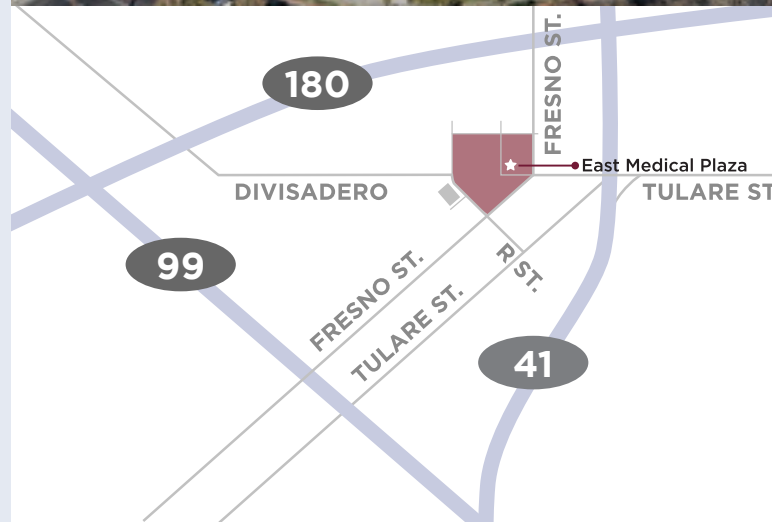 FRESNO ST.
180
East Medical Plaza
DIVISADERO
TULARE ST
99
FRESNO ST.
R ST.
TULARE ST.
41